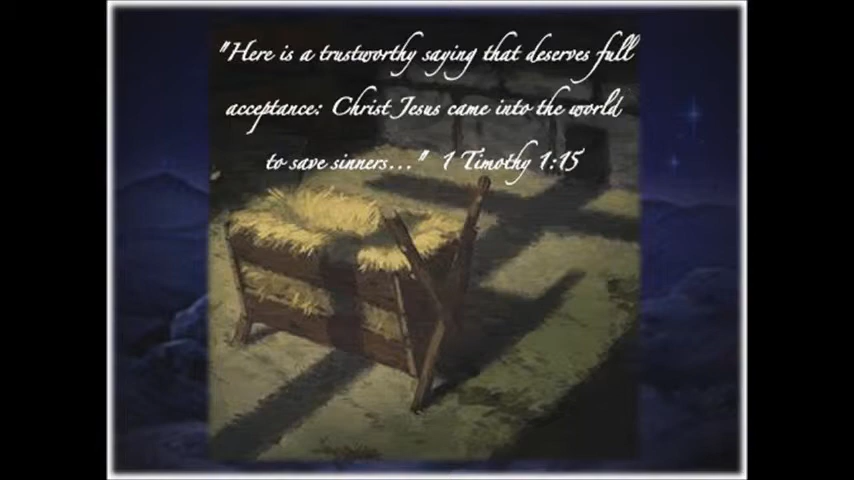 "Here is a trustworthy saying that deserves full
acceptance: Christ Jesus came into the world
to save sinners..." 1 Timothy 1:15